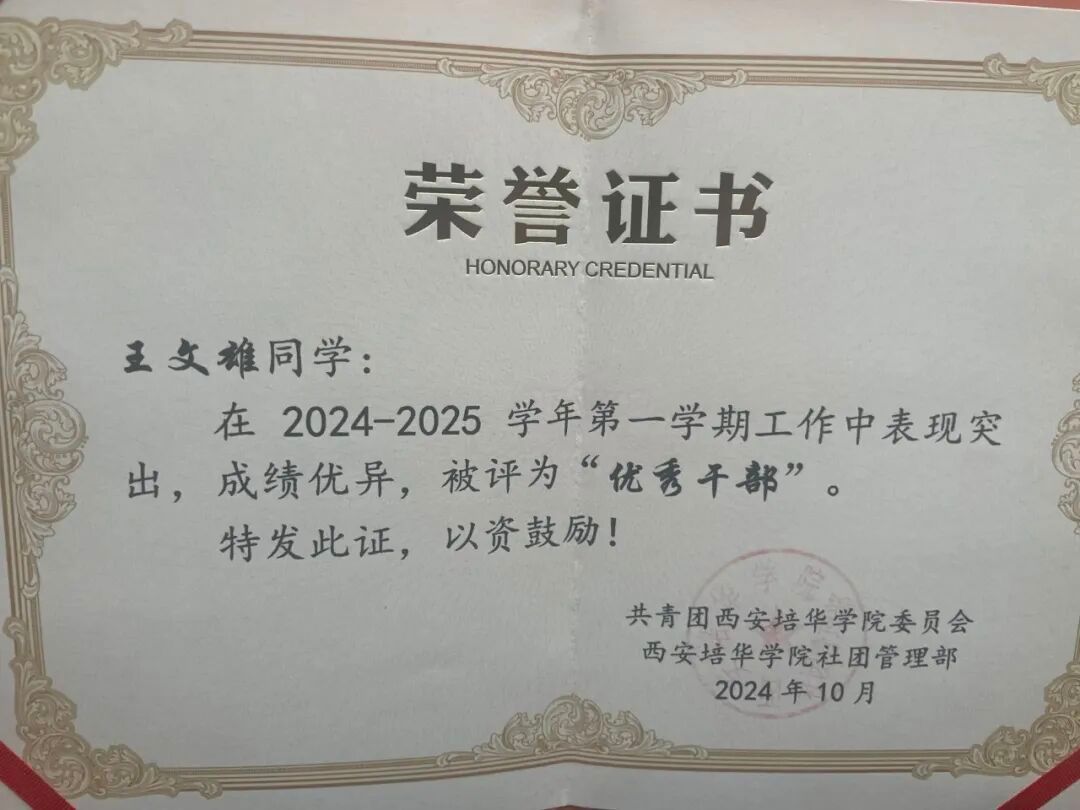 荣誉证书
HONORARY CREDENTIAL
王文雄同学：
在 2024-2025 学年第一学期工作中表现突
出，成绩优异，被评为“优秀干部”。
特发此证，以资鼓励！
共青团西安培华学院委员会
西安培华学院社团管理部
2024 年 10 月